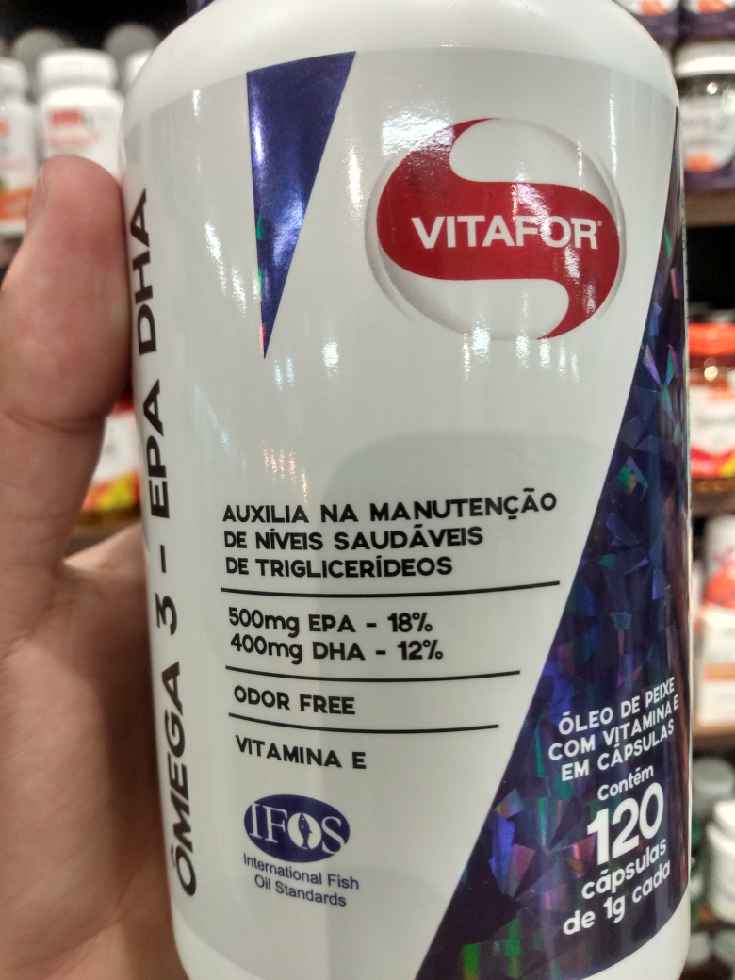 VITAFOR
ÔMEGA 3 - EPA DHA
AUXILIA NA MANUTENÇÃO
DE NÍVEIS SAUDÁVEIS
DE TRIGLICERÍDEOS
500mg EPA - 18%
400mg DHA - 12%
ODOR FREE
VITAMINA E
IFOS
International Fish
Oil Standards
ÓLEO DE PEIXE
COM VITAMINA E
EM CÁPSULAS
Contém
120
cápsulas
de 1g cada